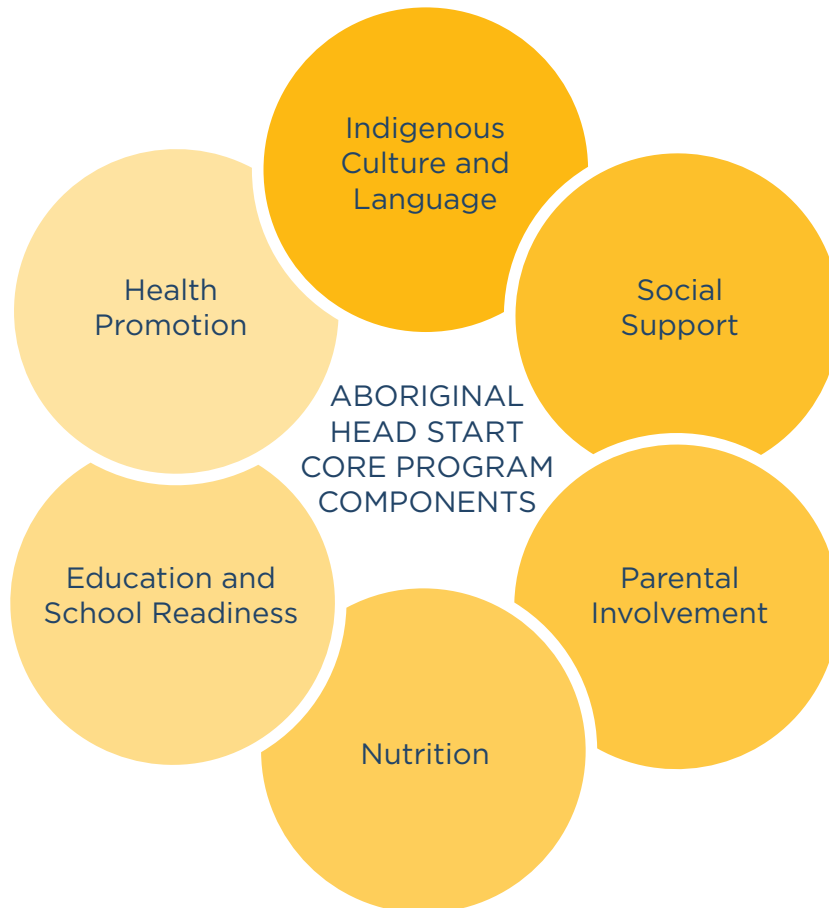 Indigenous
Culture and
Language
Social
Support
Parental
Involvement
Nutrition
Education and
School Readiness
Health
Promotion
ABORIGINAL
HEAD START
CORE PROGRAM
COMPONENTS